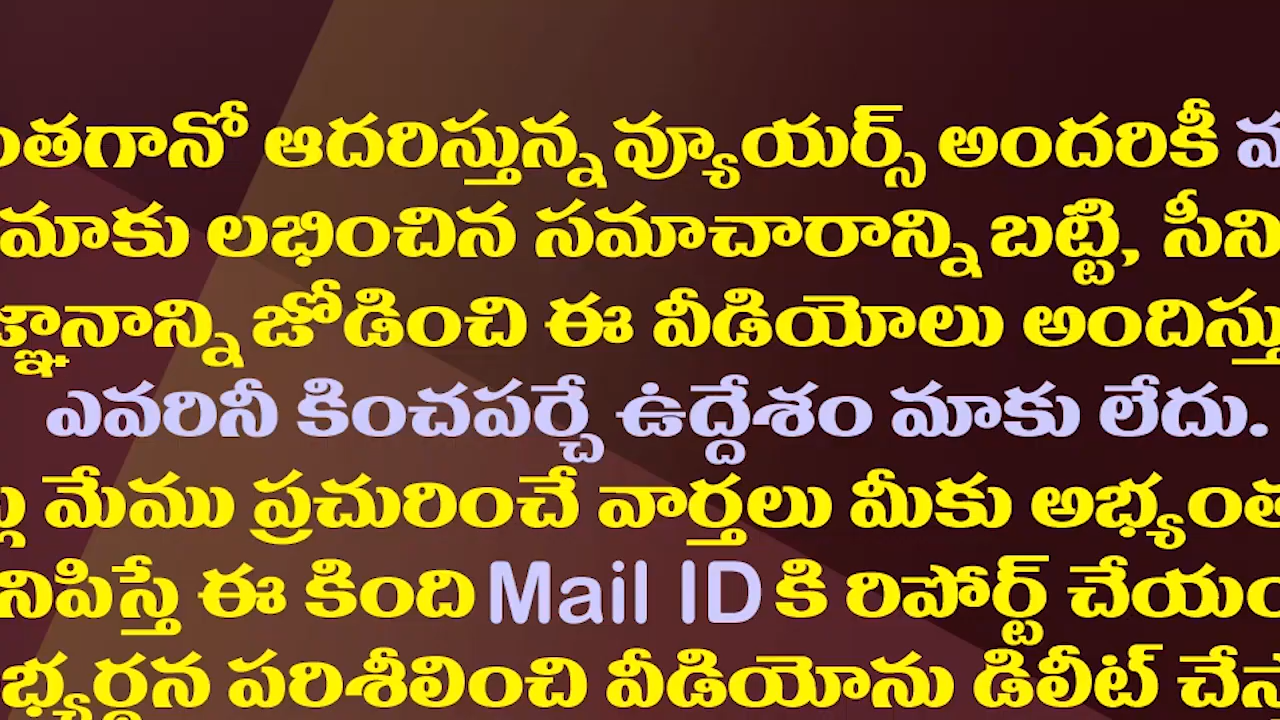 ఆదరిస్తున్న వ్యూయర్స్ అందరికీ
మాకు లభించిన సమాచారాన్ని బట్టి,
జోడించి ఈ వీడియోలు
ఎవరినీ కించపర్చే ఉద్దేశం మాకు లేదు.
మేము ప్రచురించే వార్తలు మీకు
ఈ కింది Mail ID కి రిపోర్ట్
పరిశీలించి వీడియోను డిలీట్